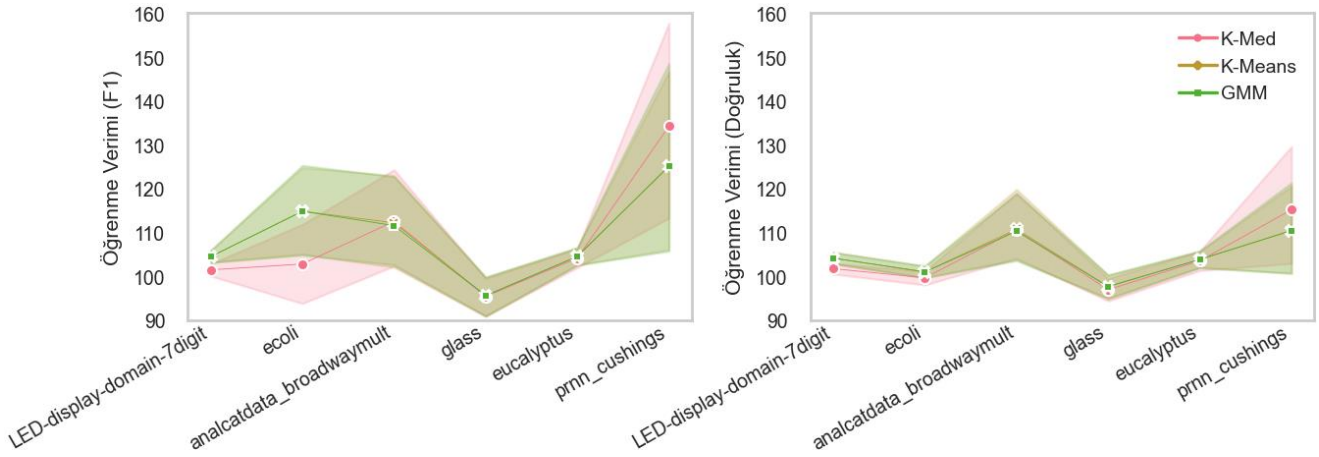 160
150
140
130
120
110
100
90
Öğrenme Verimi (F1)
LED-display-domain-7digit
ecoli
analcatdata_broadwaymult
glass
eucalyptus
prnn_cushings
160
150
140
130
120
110
100
90
Öğrenme Verimi (Doğruluk)
K-Med
K-Means
GMM
LED-display-domain-7digit
ecoli
analcatdata_broadwaymult
glass
eucalyptus
prnn_cushings